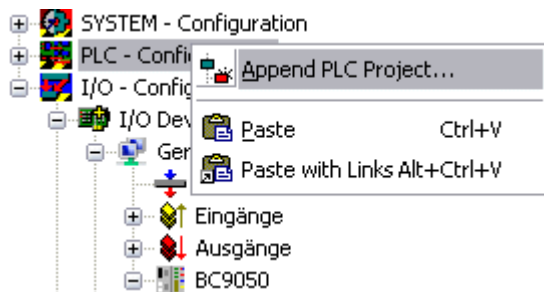 SYSTEM - Configuration
PLC - Confi
Append PLC Project...
I/O - Config
I/O Dev
Paste Ctrl+V
Ger
Paste with Links Alt+Ctrl+V
Eingänge
Ausgänge
BC9050